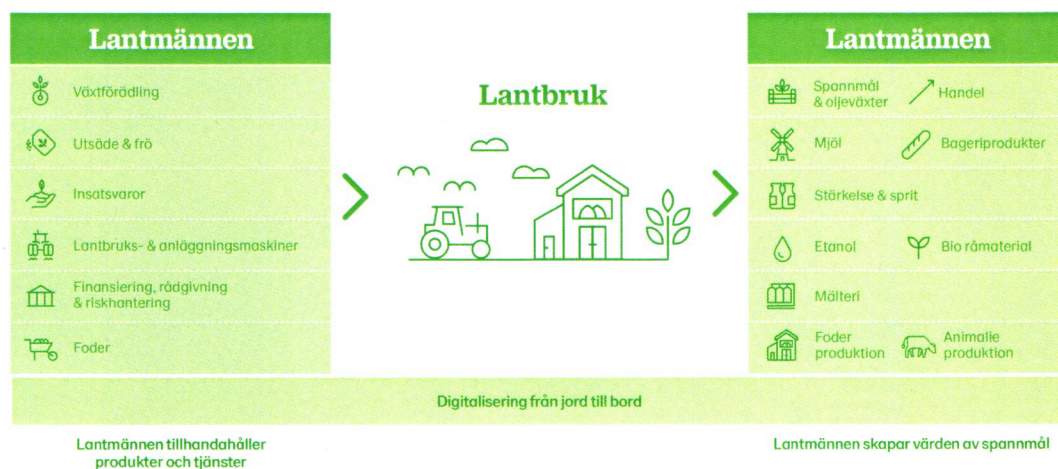 Lantmännen
Växtförädling
Utsäde & frö
Insatsvaror
Lantbruks- & anläggningsmaskiner
Finansiering, rådgivning
& riskhantering
Foder
Lantbruk
Lantmännen
Spannmål
& oljeväxter
Handel
Mjöl
Bageriprodukter
Stärkelse & sprit
Etanol
Bio råmaterial
Mälteri
Foder
produktion
Animalie
produktion
Digitalisering från jord till bord
Lantmännen tillhandahåller
produkter och tjänster
Lantmännen skapar värden av spannmål